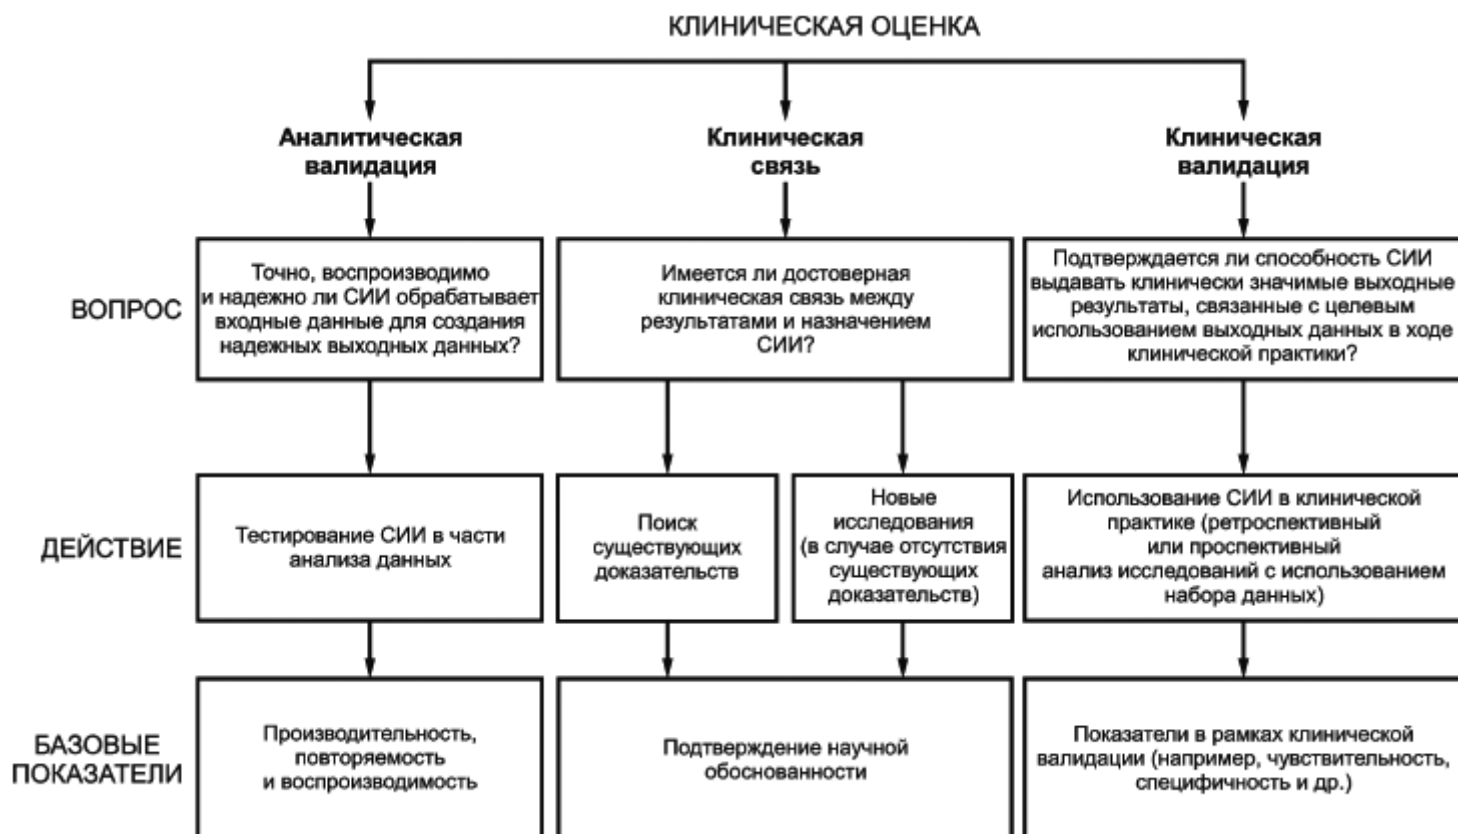 КЛИНИЧЕСКАЯ ОЦЕНКА
Аналитическая
валидация
Клиническая
связь
Клиническая
валидация
ВОПРОС
Точно, воспроизводимо
и надежно ли СИИ обрабатывает
входные данные для создания
надежных выходных данных?
Имеется ли достоверная
клиническая связь между
результатами и назначением
СИИ?
Подтверждается ли способность СИИ
выдавать клинически значимые выходные
результаты, связанные с целевым
использованием выходных данных в ходе
клинической практики?
ДЕЙСТВИЕ
Тестирование СИИ в части
анализа данных
Поиск
существующих
доказательств
Новые
исследования
(в случае отсутствия
существующих
доказательств)
Использование СИИ в клинической
практике (ретроспективный
или проспективный
анализ исследований с использованием
набора данных)
БАЗОВЫЕ
ПОКАЗАТЕЛИ
Производительность,
повторяемость
и воспроизводимость
Подтверждение научной
обоснованности
Показатели в рамках клинической
валидации (например, чувствительность,
специфичность и др.)